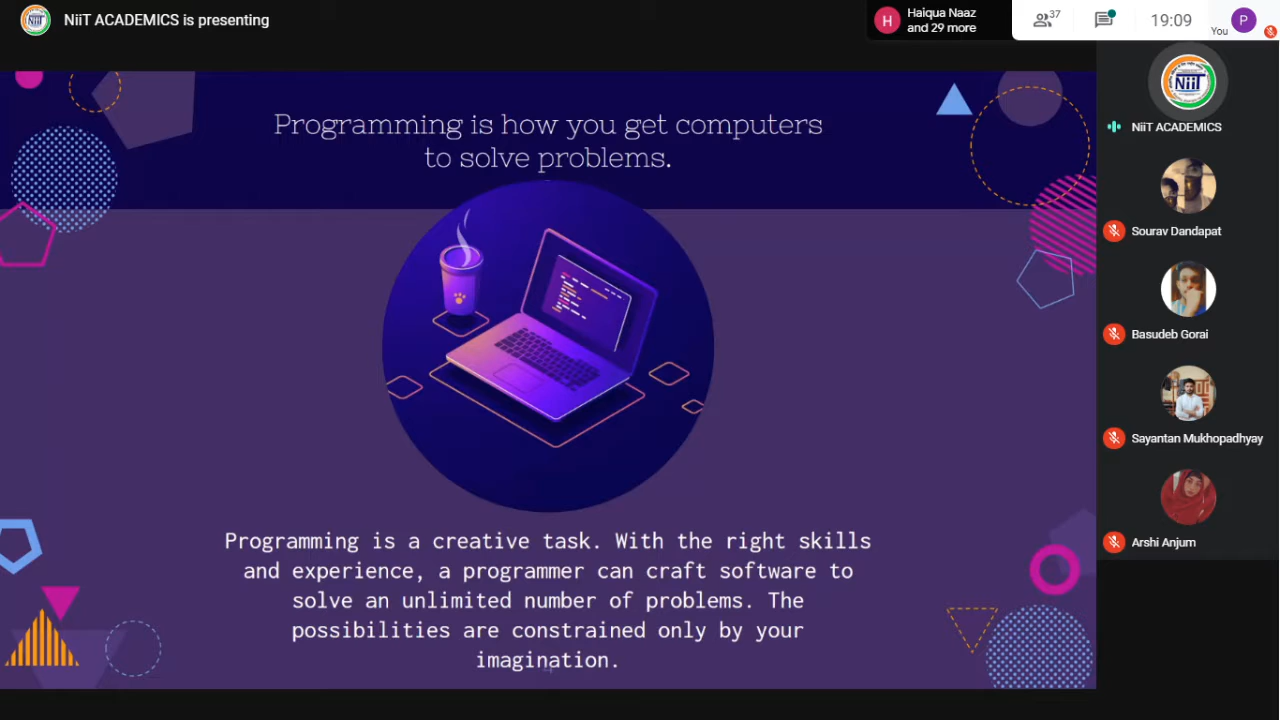 NiiT ACADEMICS is presenting
Haiqua Naaz
and 29 more
37
19:09
You
H
P
Programming is how you get computers
to solve problems.
NiiT
NiiT ACADEMICS
Sourav Dandapat
Basudeb Gorai
Sayantan Mukhopadhyay
Arshi Anjum
Programming is a creative task. With the right skills
and experience, a programmer can craft software to
solve an unlimited number of problems. The
possibilities are constrained only by your
imagination.